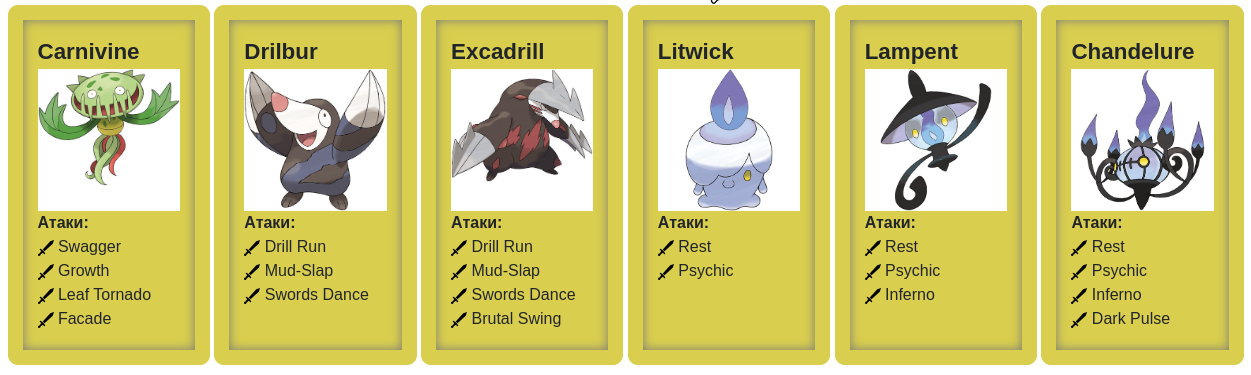 Carnivine
Атаки:
Swagger
Growth
Leaf Tornado
Facade
Drilbur
Атаки:
Drill Run
Mud-Slap
Swords Dance
Excadrill
Атаки:
Drill Run
Mud-Slap
Swords Dance
Brutal Swing
Litwick
Атаки:
Rest
Psychic
Lampent
Атаки:
Rest
Psychic
Inferno
Chandelure
Атаки:
Rest
Psychic
Inferno
Dark Pulse